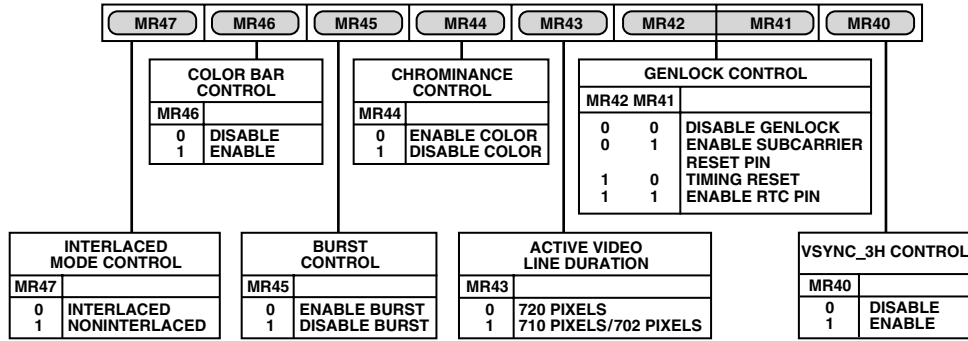 MR47 MR46 MR45 MR44 MR43 MR42 MR41 MR40
COLOR BAR
CONTROL
MR46
0 DISABLE
1 ENABLE
CHROMINANCE
CONTROL
MR44
0 ENABLE COLOR
1 DISABLE COLOR
GENLOCK CONTROL
MR42 MR41
0 0 DISABLE GENLOCK
0 1 ENABLE SUBCARRIER
RESET PIN
1 0 TIMING RESET
1 1 ENABLE RTC PIN
INTERLACED
MODE CONTROL
MR47
0 INTERLACED
1 NONINTERLACED
BURST
CONTROL
MR45
0 ENABLE BURST
1 DISABLE BURST
ACTIVE VIDEO
LINE DURATION
MR43
0 720 PIXELS
1 710 PIXELS/702 PIXELS
VSYNC_3H CONTROL
MR40
0 DISABLE
1 ENABLE